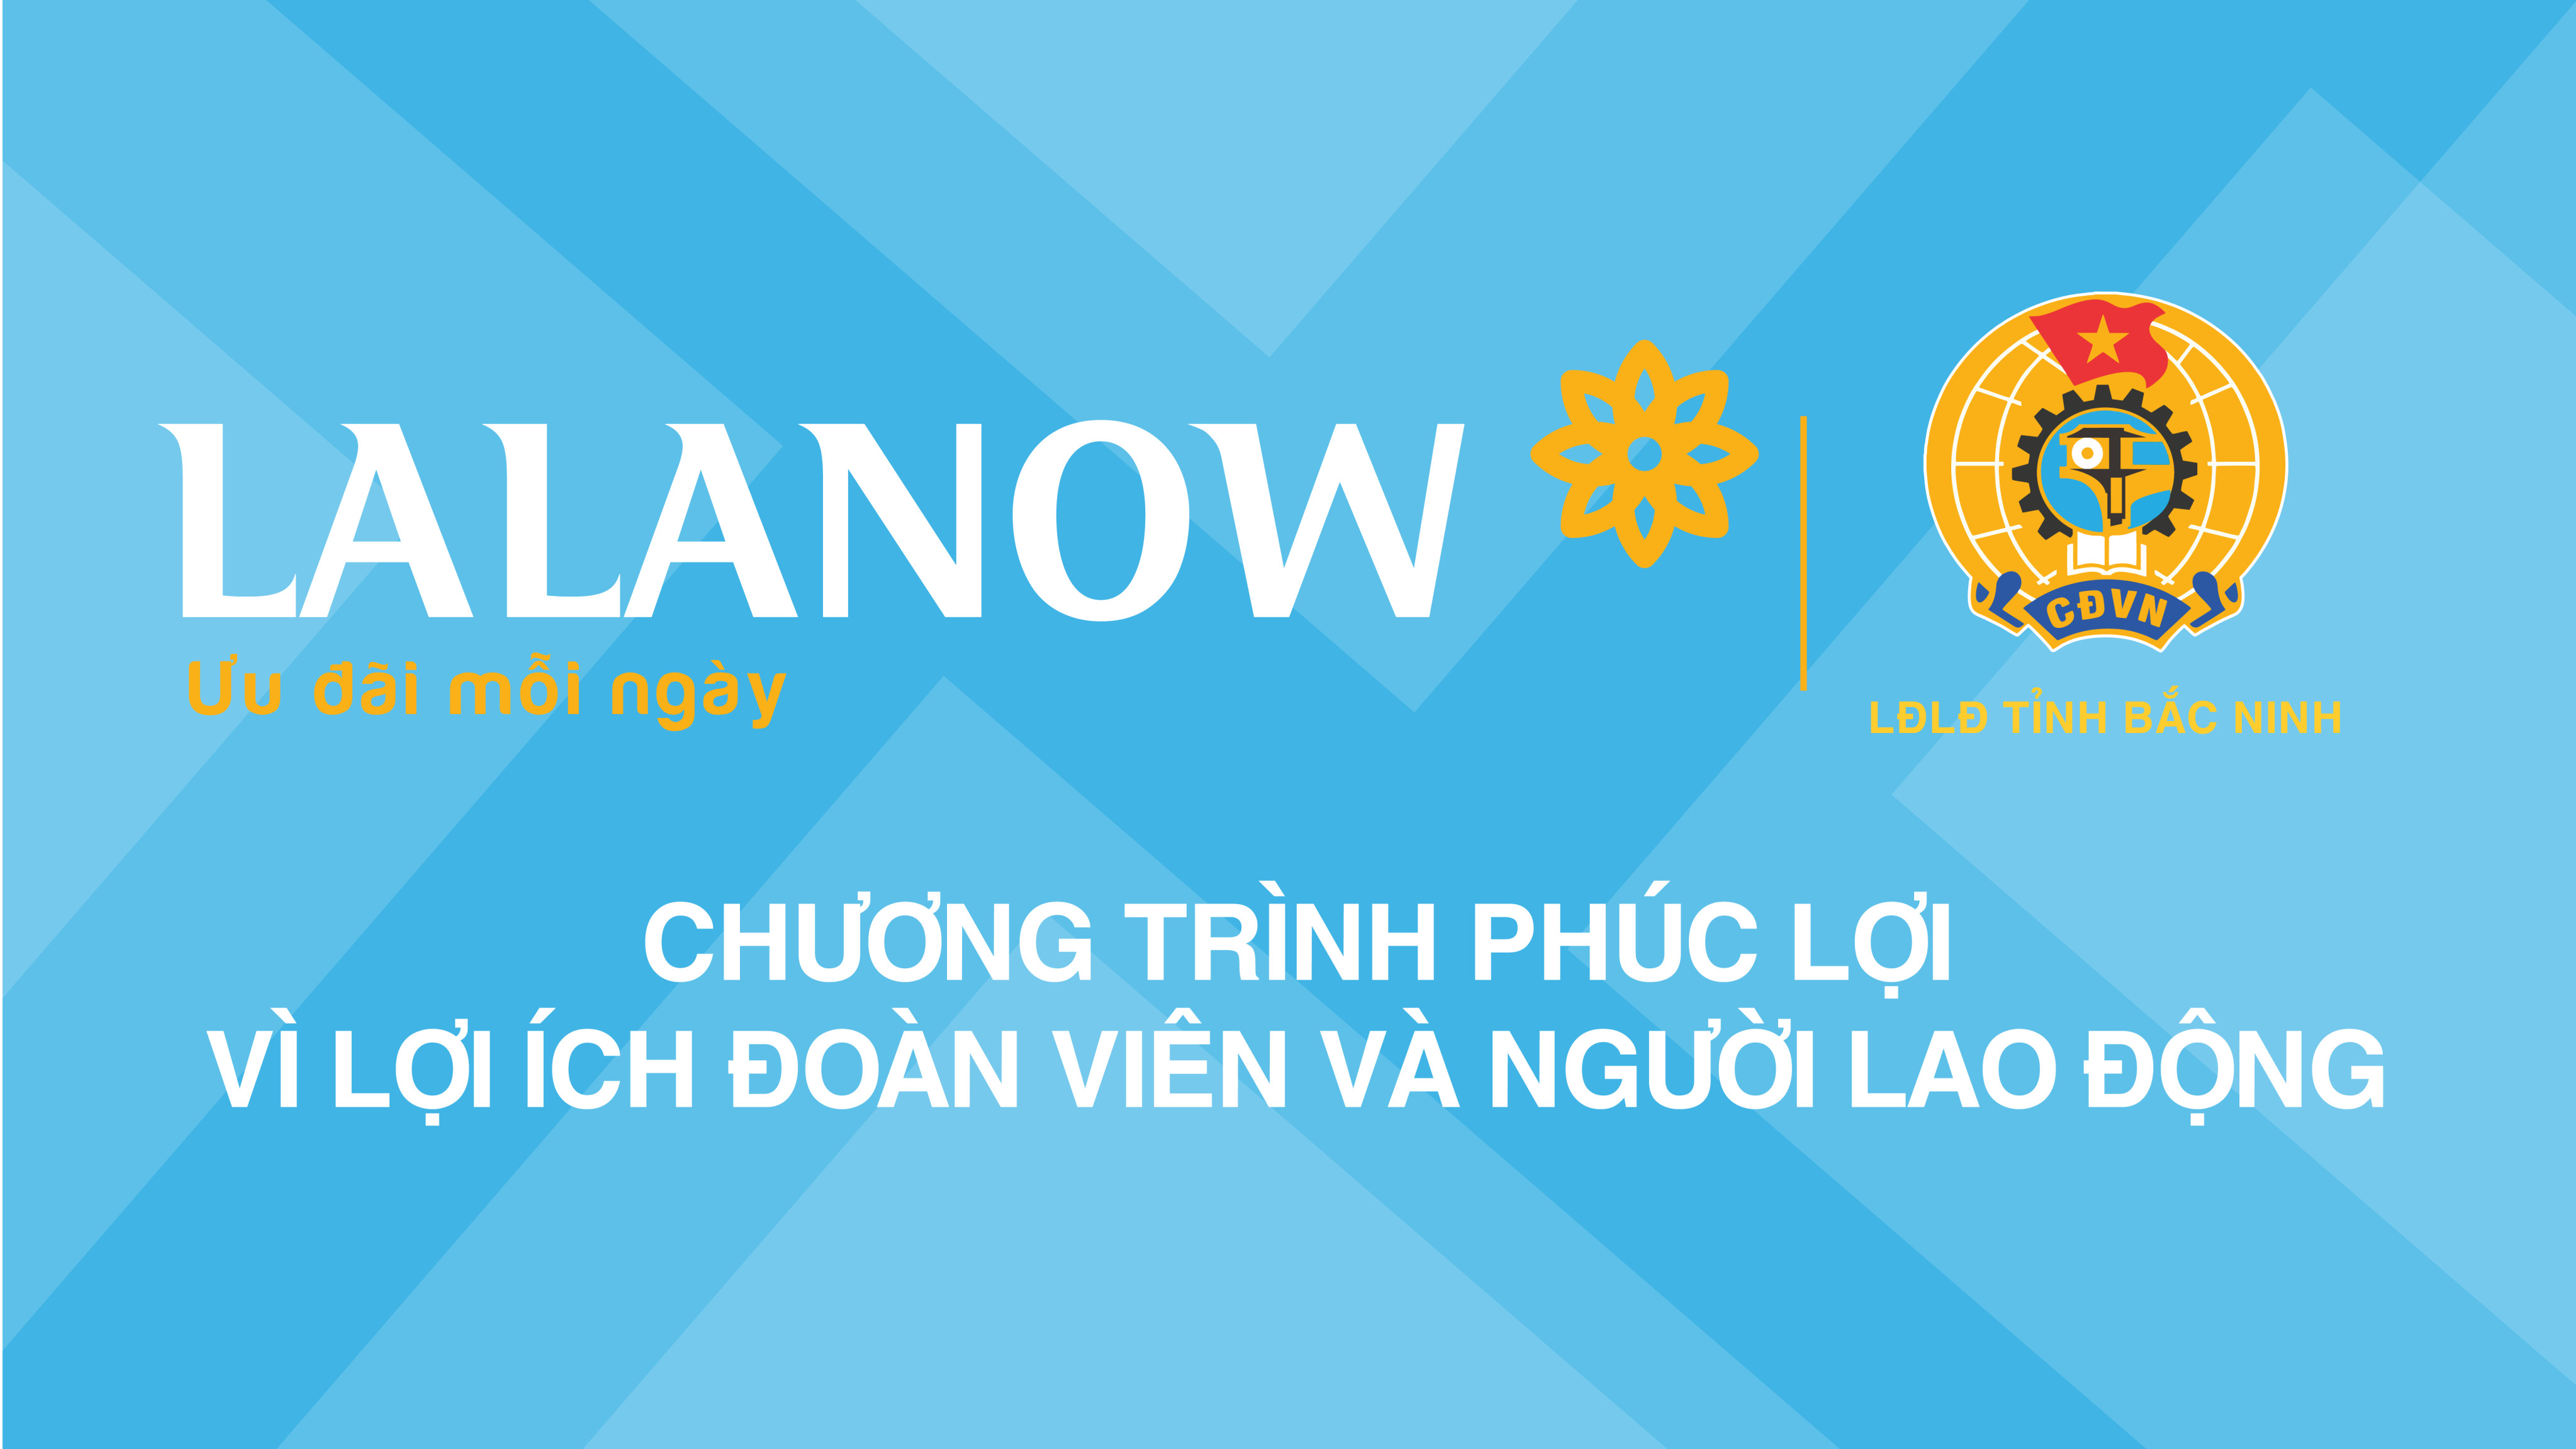 LALANOW
Ưu đãi mỗi ngày
CĐVN
LĐLĐ TỈNH BẮC NINH
CHƯƠNG TRÌNH PHÚC LỢI
VÌ LỢI ÍCH ĐOÀN VIÊN VÀ NGƯỜI LAO ĐỘNG